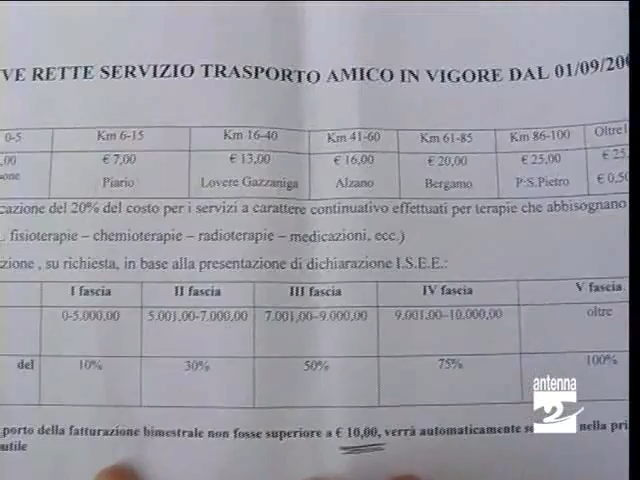 VE RETTE SERVIZIO TRASPORTO AMICO IN VIGORE DAL 01/09/200
0-5 Km 6-15 Km 16-40 Km 41-60 Km 61-85 Km 86-100 Oltre
,00 € 7,00 € 13,00 € 16,00 € 20,00 € 25,00 € 25
one Piario Lovere Gazzaniga Alzano Bergamo P.S.Pietro € 0,50
cazione del 20% del costo per i servizi a carattere continuativo effettuati per terapie che abbisognano
. fisioterapie – chemioterapie – radioterapie – medicazioni, ecc.)
zione , su richiesta, in base alla presentazione di dichiarazione I.S.E.E.:
I fascia II fascia III fascia IV fascia V fascia
0-5.000,00 5.001,00-7.000,00 7.001,00–9.000,00 9.001,00–10.000,00 oltre
del 10% 30% 50% 75% 100%
antenna
2
porto della fatturazione bimestrale non fosse superiore a € 10,00, verrà automaticamente nella pri
utile